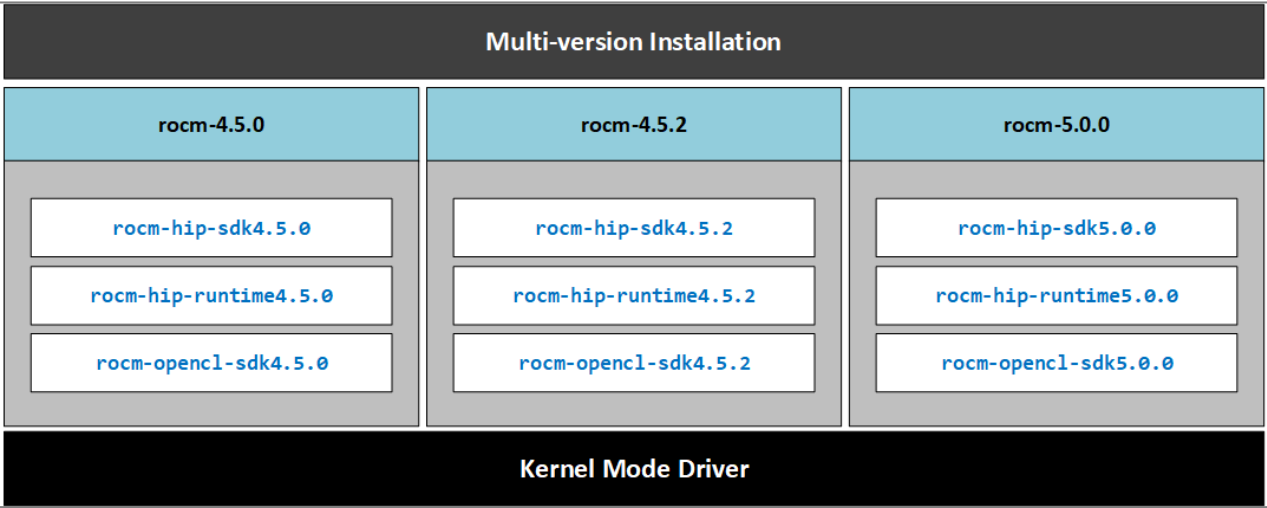 Multi-version Installation
rocm-4.5.0
rocm-hip-sdk4.5.0
rocm-hip-runtime4.5.0
rocm-opencl-sdk4.5.0
rocm-4.5.2
rocm-hip-sdk4.5.2
rocm-hip-runtime4.5.2
rocm-opencl-sdk4.5.2
rocm-5.0.0
rocm-hip-sdk5.0.0
rocm-hip-runtime5.0.0
rocm-opencl-sdk5.0.0
Kernel Mode Driver